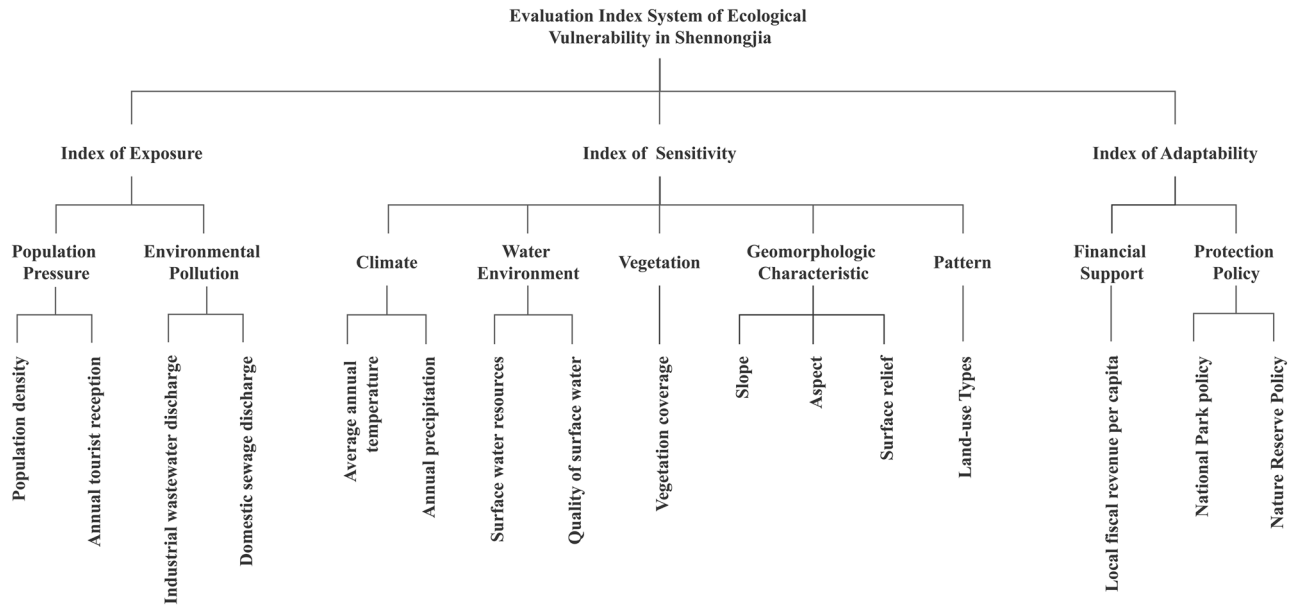 Evaluation Index System of Ecological
Vulnerability in Shennongjia
Index of Exposure
Index of Sensitivity
Index of Adaptability
Population
Pressure
Environmental
Pollution
Climate
Water
Environment
Vegetation
Geomorphologic
Characteristic
Pattern
Financial
Support
Protection
Policy
Population density
Annual tourist reception
Industrial wastewater discharge
Domestic sewage discharge
Average annual
temperature
Annual precipitation
Surface water resources
Quality of surface water
Vegetation coverage
Slope
Aspect
Surface relief
Land-use Types
Local fiscal revenue per capita
National Park policy
Nature Reserve Policy